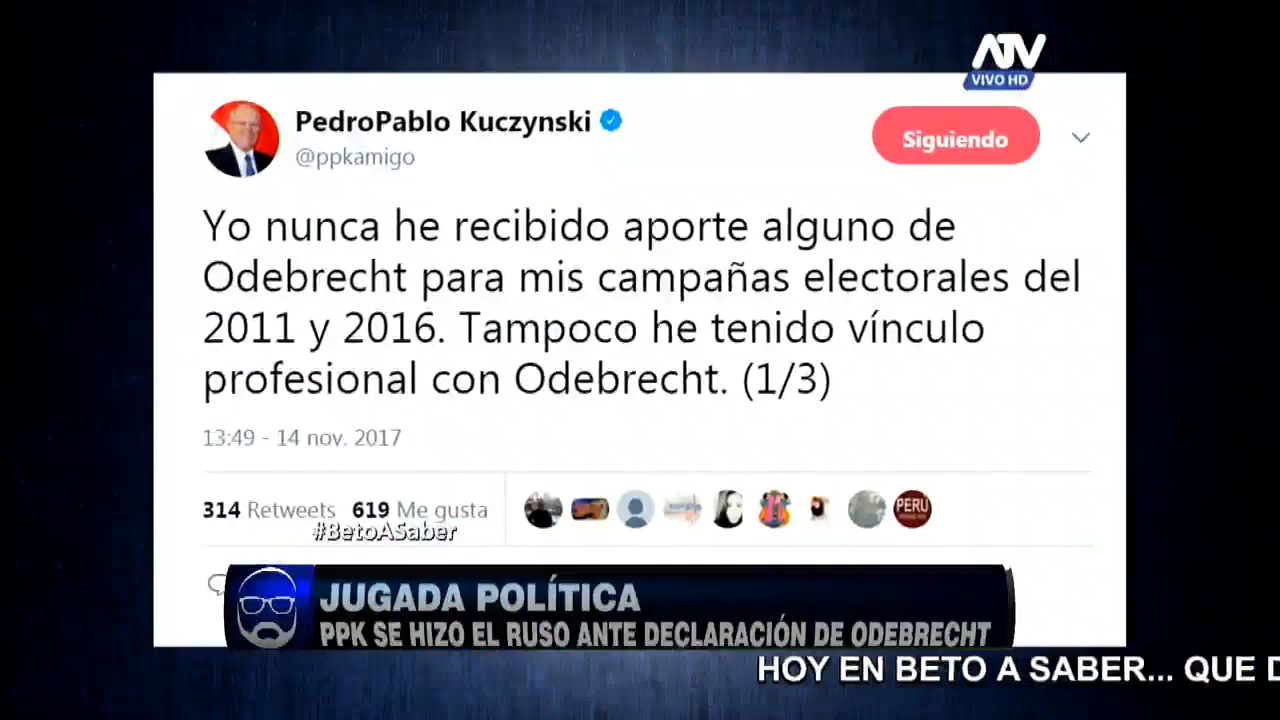 ATV
VIVO HD
PedroPablo Kuczynski
@ppkamigo
Siguiendo
Yo nunca he recibido aporte alguno de
Odebrecht para mis campañas electorales del
2011 y 2016. Tampoco he tenido vínculo
profesional con Odebrecht. (1/3)
13:49 - 14 nov. 2017
314 Retweets 619 Me gusta
PERÚ
#BetoASaber
JUGADA POLÍTICA
PPK SE HIZO EL RUSO ANTE DECLARACIÓN DE ODEBRECHT
HOY EN BETO A SABER... QUE D